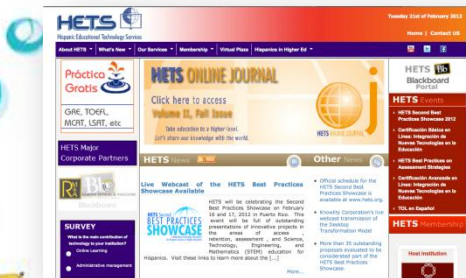 HETS
Hispanic Educational Technology Services
Tuesday 21st of February 2012
Home | Contact US
About HETS
What's New
Our Services
Membership
Virtual Plaza
Hispanics in Higher Ed
Práctica
Gratis
GRE, TOEFL,
MCAT, LSAT, etc
HETS Major
Corporate Partners
Blackboard
SURVEY
What is the main contribution of
technology to your institution?
Online Learning
Administrative management
HETS ONLINE JOURNAL
Click here to access
Volume II, Fall Issue
Take education to a higher level.
Let's share our knowledge with the world.
HETS ONLINE JOURNAL
HETS News
Live Webcast of the HETS Best Practices
Showcase Available
HETS Second
BEST PRACTICES
SHOWCASE
HETS will be celebrating the Second
Best Practices Showcase on February
16 and 17, 2012 in Puerto Rico. This
event will be full of outstanding
presentations of innovative projects in
the areas of access ,
retention, assessment , and Science,
Technology, Engineering, and
Mathematics (STEM) education for
Hispanics. Visit these links to learn more about the [...]
More...
Other News
Official schedule for the
HETS Second Best
Practices Showcase is
available at www.hets.org.
Knowlity Corporation's live
webcast transmission of
the Desktop
Transformation Model
More than 35 outstanding
proposals evaluated to be
considered part of the
HETS Best Practices
Showcase.
HETS Bb
Blackboard
Portal
HETS Events
HETS Second Best
Practices Showcase 2012
Certificación Básica en
Línea: Integración de
Nuevas Tecnologías en la
Educación
HETS Best Practices on
Assessment Strategies
Certificación Avanzada en
Línea: Integración de
Nuevas Tecnologías en la
Educación
TOL en Español
HETS Membership
Host Institution